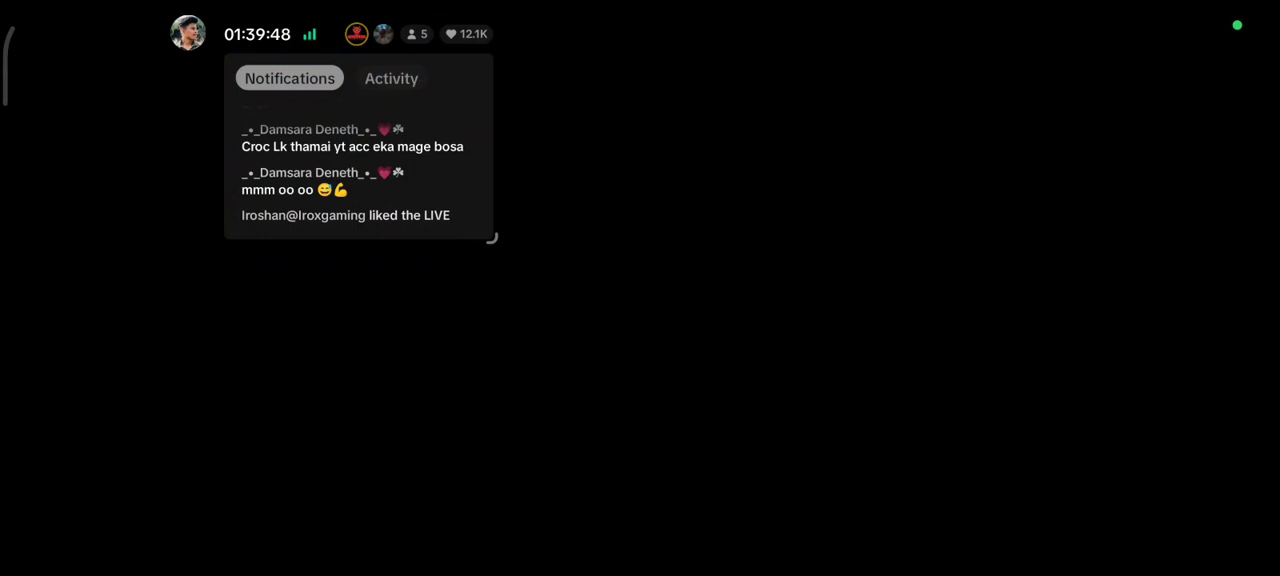 01:39:48 5 12.1K
Notifications Activity
_•_Damsara Deneth_•_💗☘
Croc Lk thamai yt acc eka mage bosa
_•_Damsara Deneth_•_💗☘
mmm oo oo 😅💪
Iroshan@Iroxgaming liked the LIVE